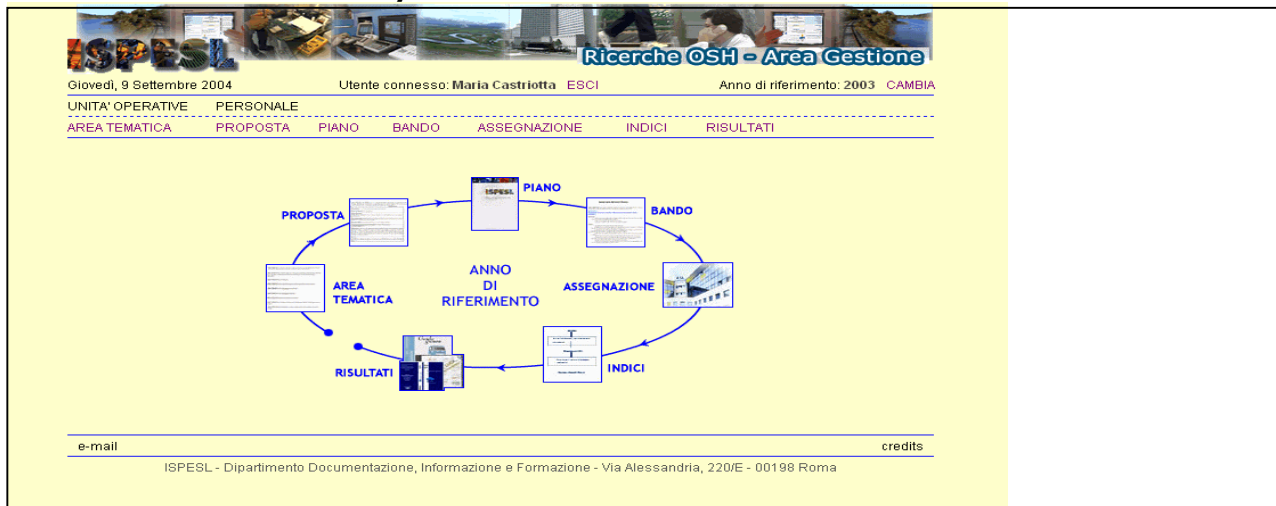 ISPESL
Ricerche OSH - Area Gestione
Giovedì, 9 Settembre 2004 Utente connesso: Maria Castriotta ESCI Anno di riferimento: 2003 CAMBIA
UNITA' OPERATIVE PERSONALE
AREA TEMATICA PROPOSTA PIANO BANDO ASSEGNAZIONE INDICI RISULTATI
PIANO
PROPOSTA
BANDO
ANNO
DI
RIFERIMENTO
AREA
TEMATICA
ASSEGNAZIONE
RISULTATI
INDICI
e-mail credits
ISPESL - Dipartimento Documentazione, Informazione e Formazione - Via Alessandria, 220/E - 00198 Roma